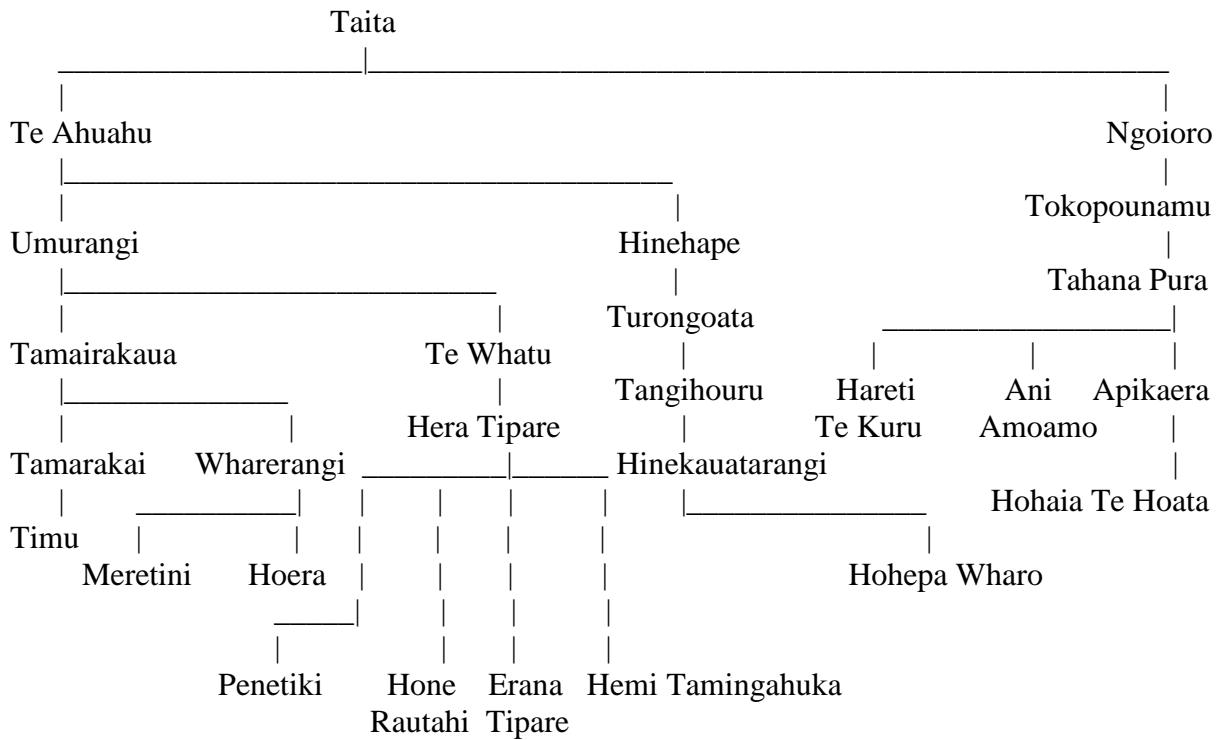 Taita
Te Ahuahu Ngoioro
Tokopounamu
Umurangi Hinehape
Tahana Pura
Turongoata
Tamairakaua Te Whatu
Tangihouru Hareti Ani Apikaera
Hera Tipare Te Kuru Amoamo
Tamarakai Wharerangi Hinekauatarangi
Hohaia Te Hoata
Timu
Meretini Hoera Hohepa Wharo
Penetiki Hone Erana Hemi Tamingahuka
Rautahi Tipare